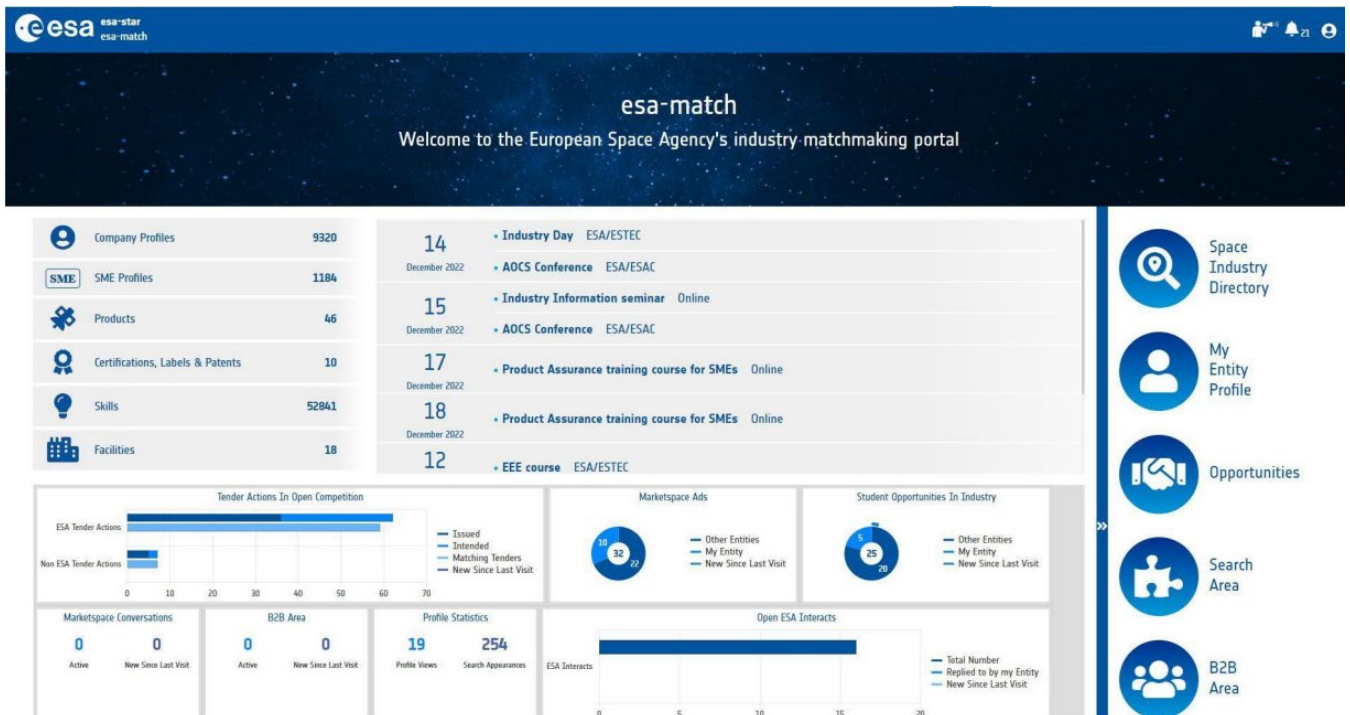 esa
esa-star
esa-match
21
esa-match
Welcome to the European Space Agency's industry matchmaking portal
Company Profiles 9320
SME SME Profiles 1184
Products 46
Certifications, Labels & Patents 10
Skills 52841
Facilities 18
14
December 2022
• Industry Day ESA/ESTEC
• AOCS Conference ESA/ESAC
15
December 2022
• Industry Information seminar Online
• AOCS Conference ESA/ESAC
17
December 2022
• Product Assurance training course for SMEs Online
18
December 2022
• Product Assurance training course for SMEs Online
12
• EEE course ESA/ESTEC
Space
Industry
Directory
My
Entity
Profile
Opportunities
»
Search
Area
B2B
Area
Tender Actions In Open Competition
ESA Tender Actions
Non ESA Tender Actions
0 10 20 30 40 50 60 70
Issued
Intended
Matching Tenders
New Since Last Visit
Marketspace Ads
10
32
22
Other Entities
My Entity
New Since Last Visit
Student Opportunities In Industry
5
25
20
Other Entities
My Entity
New Since Last Visit
Marketspace Conversations
0 0
Active New Since Last Visit
B2B Area
0 0
Active New Since Last Visit
Profile Statistics
19 254
Profile Views Search Appearances
Open ESA Interacts
ESA Interacts
0 5 10 15 20
Total Number
Replied to by my Entity
New Since Last Visit